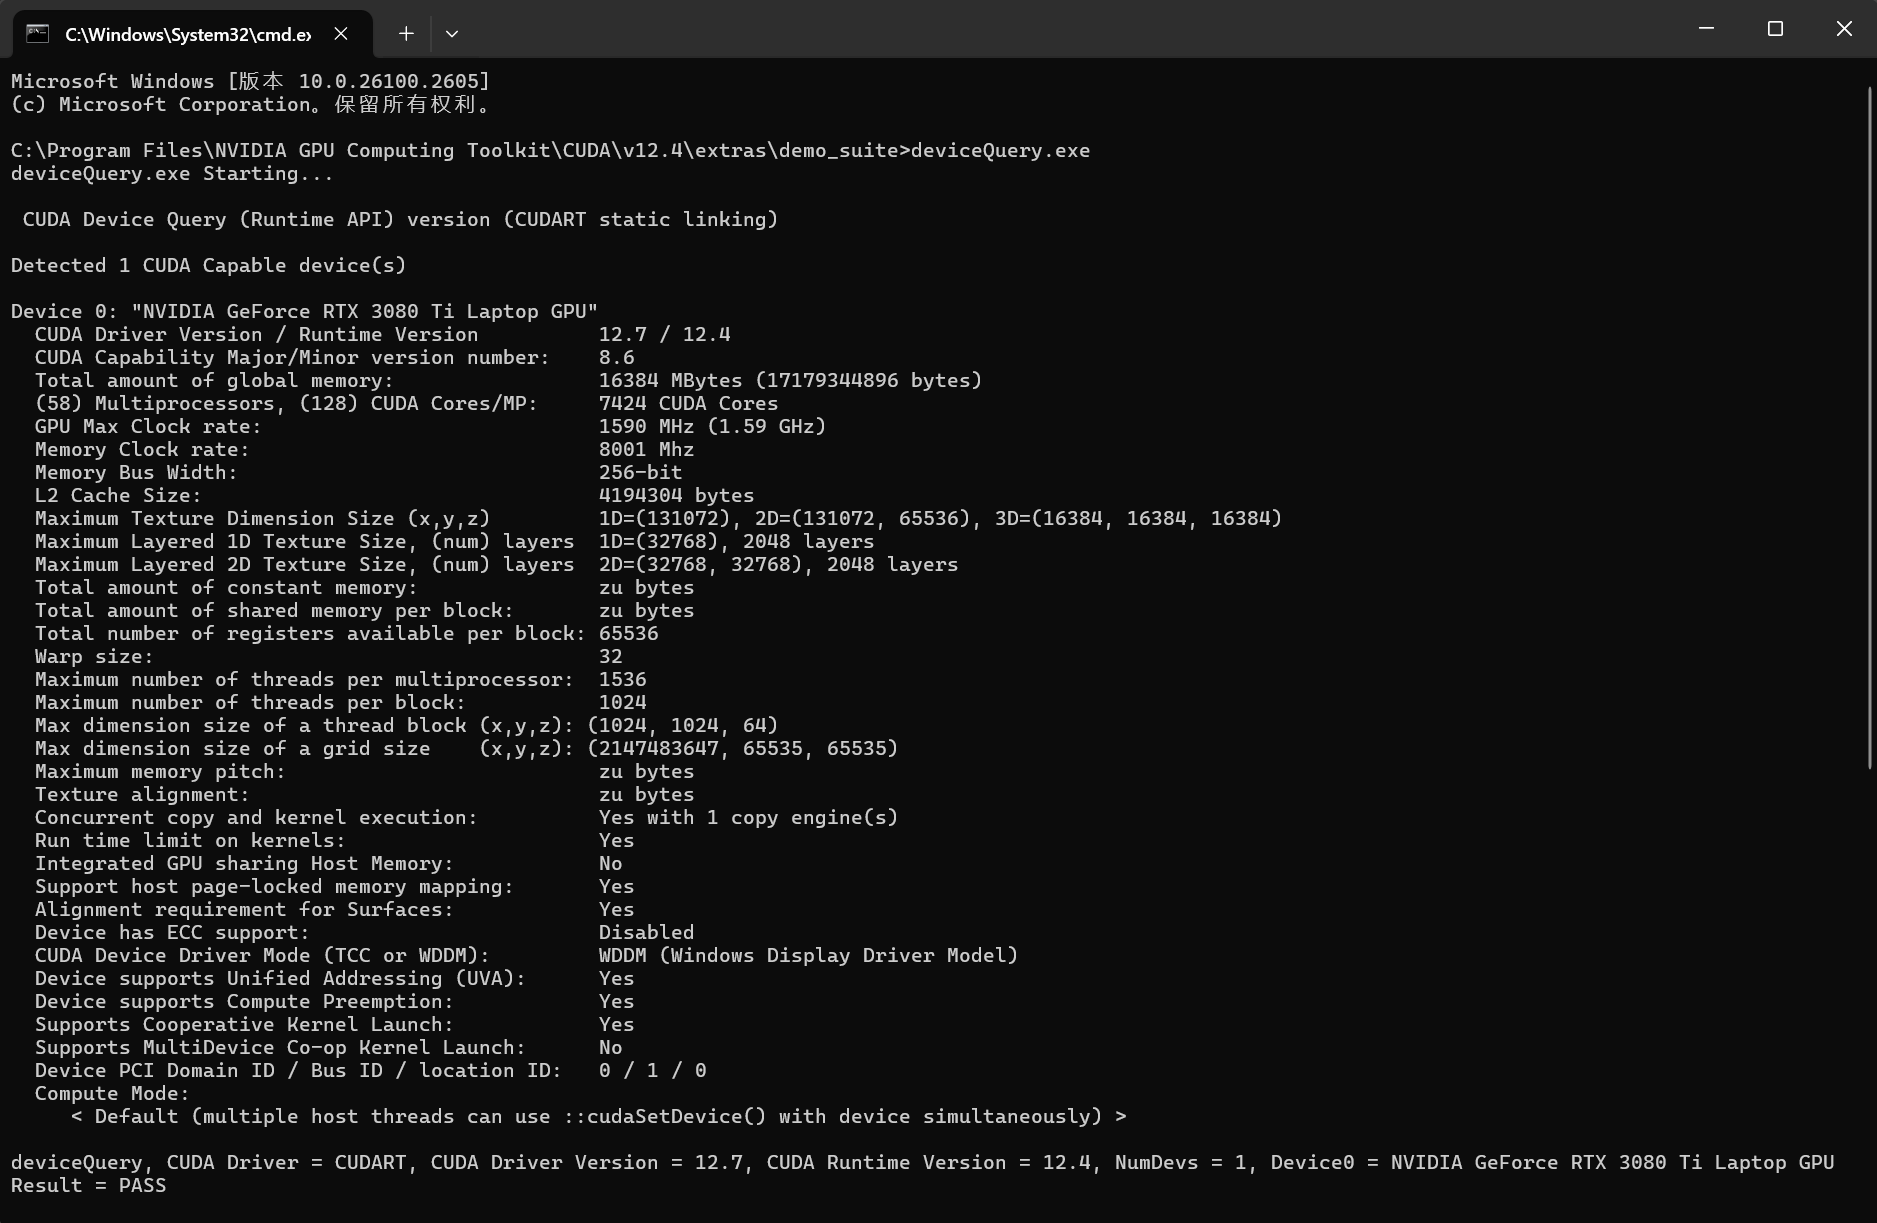 C:\Windows\System32\cmd.ex
Microsoft Windows [版本 10.0.26100.2605]
(c) Microsoft Corporation。保留所有权利。
C:\Program Files\NVIDIA GPU Computing Toolkit\CUDA\v12.4\extras\demo_suite>deviceQuery.exe
deviceQuery.exe Starting...
CUDA Device Query (Runtime API) version (CUDART static linking)
Detected 1 CUDA Capable device(s)
Device 0: "NVIDIA GeForce RTX 3080 Ti Laptop GPU"
CUDA Driver Version / Runtime Version          12.7 / 12.4
CUDA Capability Major/Minor version number:    8.6
Total amount of global memory:                 16384 MBytes (17179344896 bytes)
(58) Multiprocessors, (128) CUDA Cores/MP:     7424 CUDA Cores
GPU Max Clock rate:                            1590 MHz (1.59 GHz)
Memory Clock rate:                             8001 Mhz
Memory Bus Width:                              256-bit
L2 Cache Size:                                 4194304 bytes
Maximum Texture Dimension Size (x,y,z)         1D=(131072), 2D=(131072, 65536), 3D=(16384, 16384, 16384)
Maximum Layered 1D Texture Size, (num) layers  1D=(32768), 2048 layers
Maximum Layered 2D Texture Size, (num) layers  2D=(32768, 32768), 2048 layers
Total amount of constant memory:               zu bytes
Total amount of shared memory per block:       zu bytes
Total number of registers available per block: 65536
Warp size:                                     32
Maximum number of threads per multiprocessor:  1536
Maximum number of threads per block:           1024
Max dimension size of a thread block (x,y,z): (1024, 1024, 64)
Max dimension size of a grid size    (x,y,z): (2147483647, 65535, 65535)
Maximum memory pitch:                          zu bytes
Texture alignment:                             zu bytes
Concurrent copy and kernel execution:          Yes with 1 copy engine(s)
Run time limit on kernels:                     Yes
Integrated GPU sharing Host Memory:            No
Support host page-locked memory mapping:       Yes
Alignment requirement for Surfaces:            Yes
Device has ECC support:                        Disabled
CUDA Device Driver Mode (TCC or WDDM):         WDDM (Windows Display Driver Model)
Device supports Unified Addressing (UVA):      Yes
Device supports Compute Preemption:            Yes
Supports Cooperative Kernel Launch:            Yes
Supports MultiDevice Co-op Kernel Launch:      No
Device PCI Domain ID / Bus ID / location ID:   0 / 1 / 0
Compute Mode:
< Default (multiple host threads can use ::cudaSetDevice() with device simultaneously) >
deviceQuery, CUDA Driver = CUDART, CUDA Driver Version = 12.7, CUDA Runtime Version = 12.4, NumDevs = 1, Device0 = NVIDIA GeForce RTX 3080 Ti Laptop GPU
Result = PASS